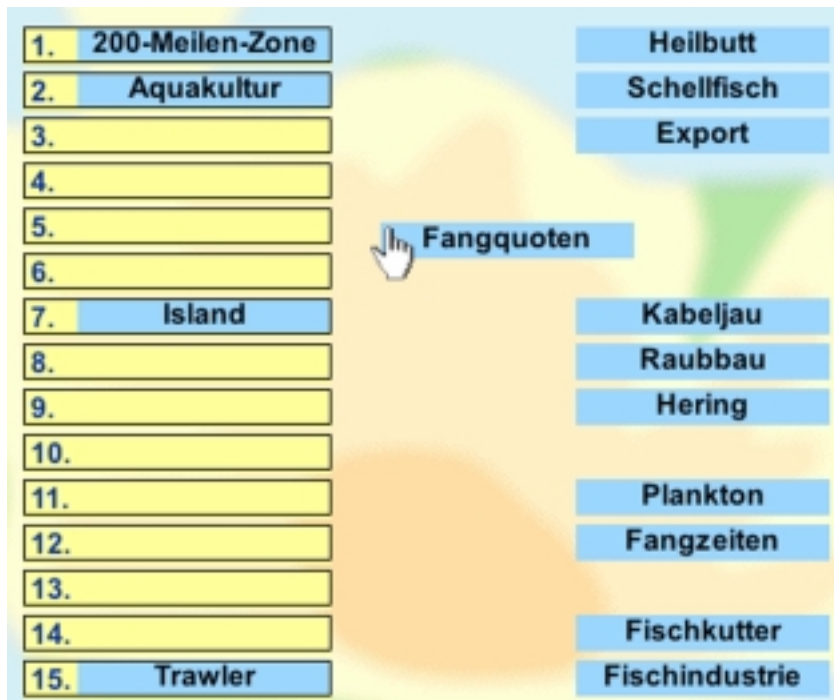 1. 200-Meilen-Zone
2. Aquakultur
3.
4.
5.
6.
7. Island
8.
9.
10.
11.
12.
13.
14.
15. Trawler
Fangquoten
Heilbutt
Schellfisch
Export
Kabeljau
Raubbau
Hering
Plankton
Fangzeiten
Fischkutter
Fischindustrie